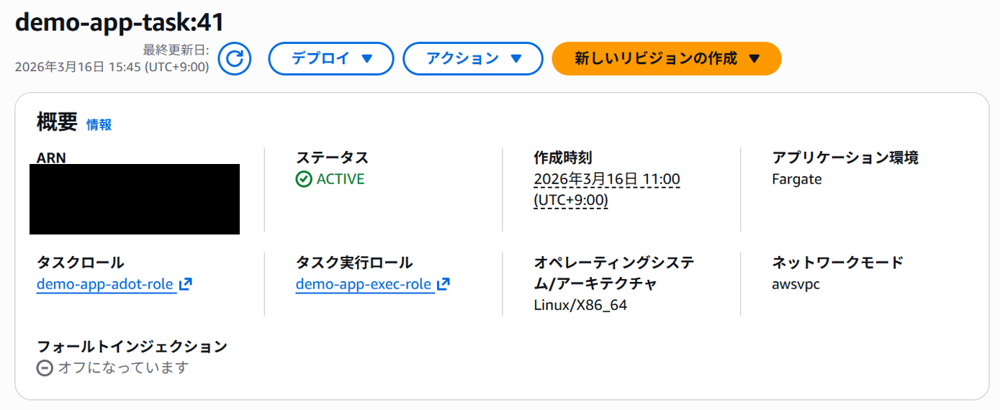 demo-app-task:41
最終更新日:
2026年3月16日 15:45 (UTC+9:00)
デプロイ
アクション
新しいリビジョンの作成
概要 情報
ARN
ステータス
ACTIVE
作成時刻
2026年3月16日 11:00
(UTC+9:00)
アプリケーション環境
Fargate
タスクロール
demo-app-adot-role
タスク実行ロール
demo-app-exec-role
オペレーティングシステ
ム/アーキテクチャ
Linux/X86_64
ネットワークモード
awsvpc
フォールトインジェクション
オフになっています